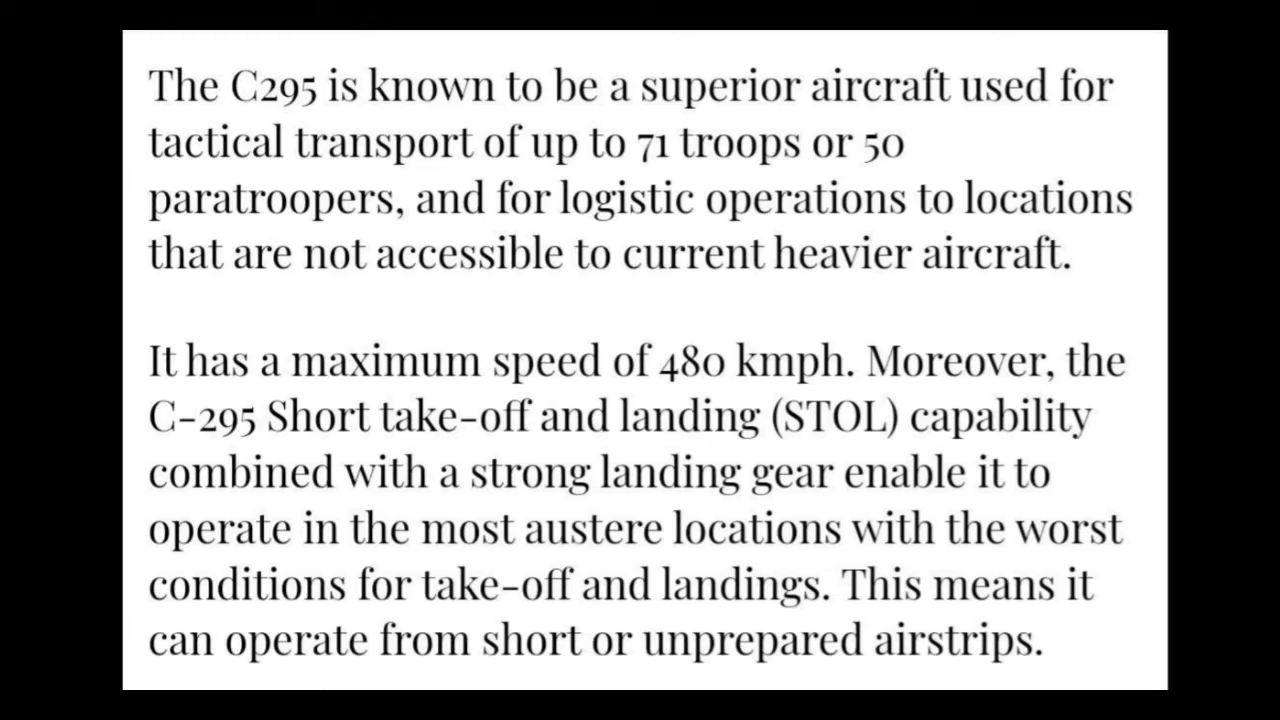 The C295 is known to be a superior aircraft used for
tactical transport of up to 71 troops or 50
paratroopers, and for logistic operations to locations
that are not accessible to current heavier aircraft.
It has a maximum speed of 480 kmph. Moreover, the
C-295 Short take-off and landing (STOL) capability
combined with a strong landing gear enable it to
operate in the most austere locations with the worst
conditions for take-off and landings. This means it
can operate from short or unprepared airstrips.